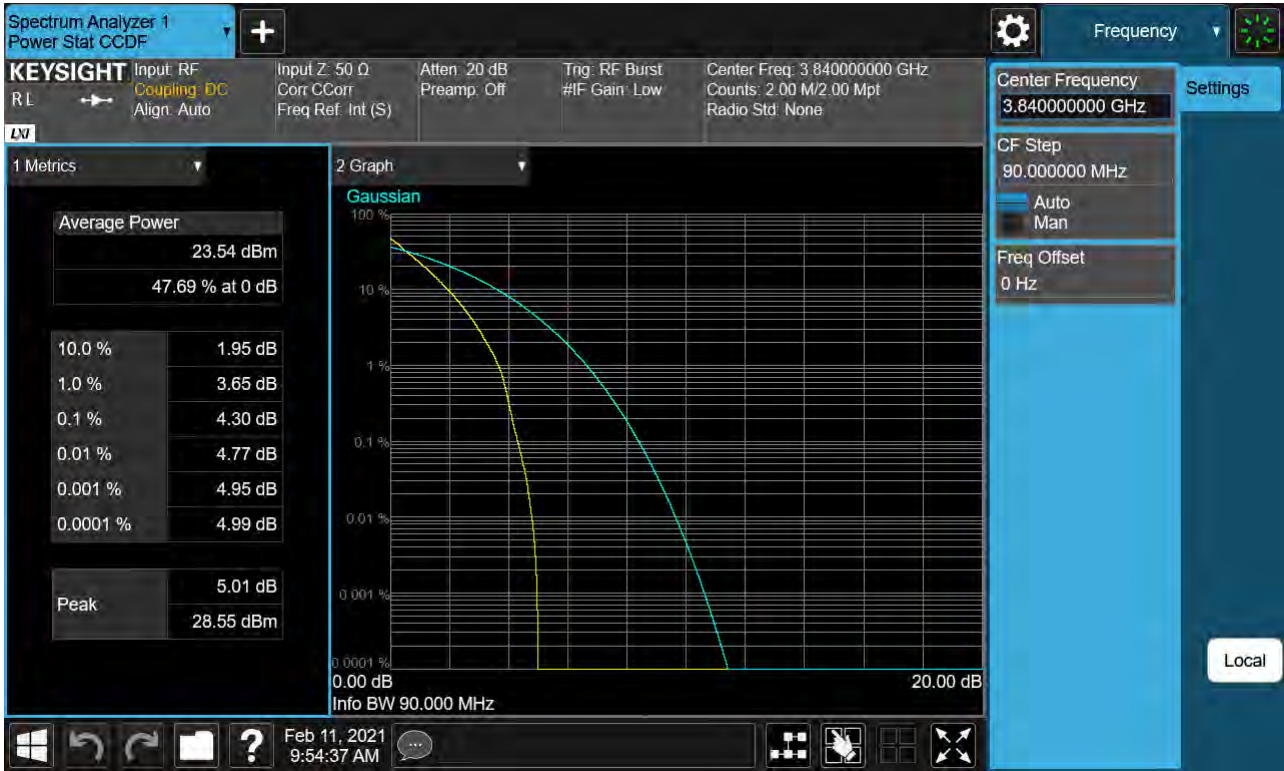 Spectrum Analyzer 1
Power Stat CCDF
Frequency
KEYSIGHT
RL
LXI
Input: RF
Coupling: DC
Align: Auto
Input Z: 50 Ω
Corr CCorr
Freq Ref: Int (S)
Atten: 20 dB
Preamp: Off
Trig: RF Burst
#IF Gain: Low
Center Freq: 3.840000000 GHz
Counts: 2.00 M/2.00 Mpt
Radio Std: None
Center Frequency
3.840000000 GHz
Settings
CF Step
90.000000 MHz
Auto
Man
Freq Offset
0 Hz
1 Metrics
Average Power
23.54 dBm
47.69 % at 0 dB
10.0 % 1.95 dB
1.0 % 3.65 dB
0.1 % 4.30 dB
0.01 % 4.77 dB
0.001 % 4.95 dB
0.0001 % 4.99 dB
Peak
5.01 dB
28.55 dBm
2 Graph
Gaussian
100 %
10 %
1 %
0.1 %
0.01 %
0.001 %
0.0001 %
0.00 dB 20.00 dB
Info BW 90.000 MHz
Local
?
Feb 11, 2021
9:54:37 AM